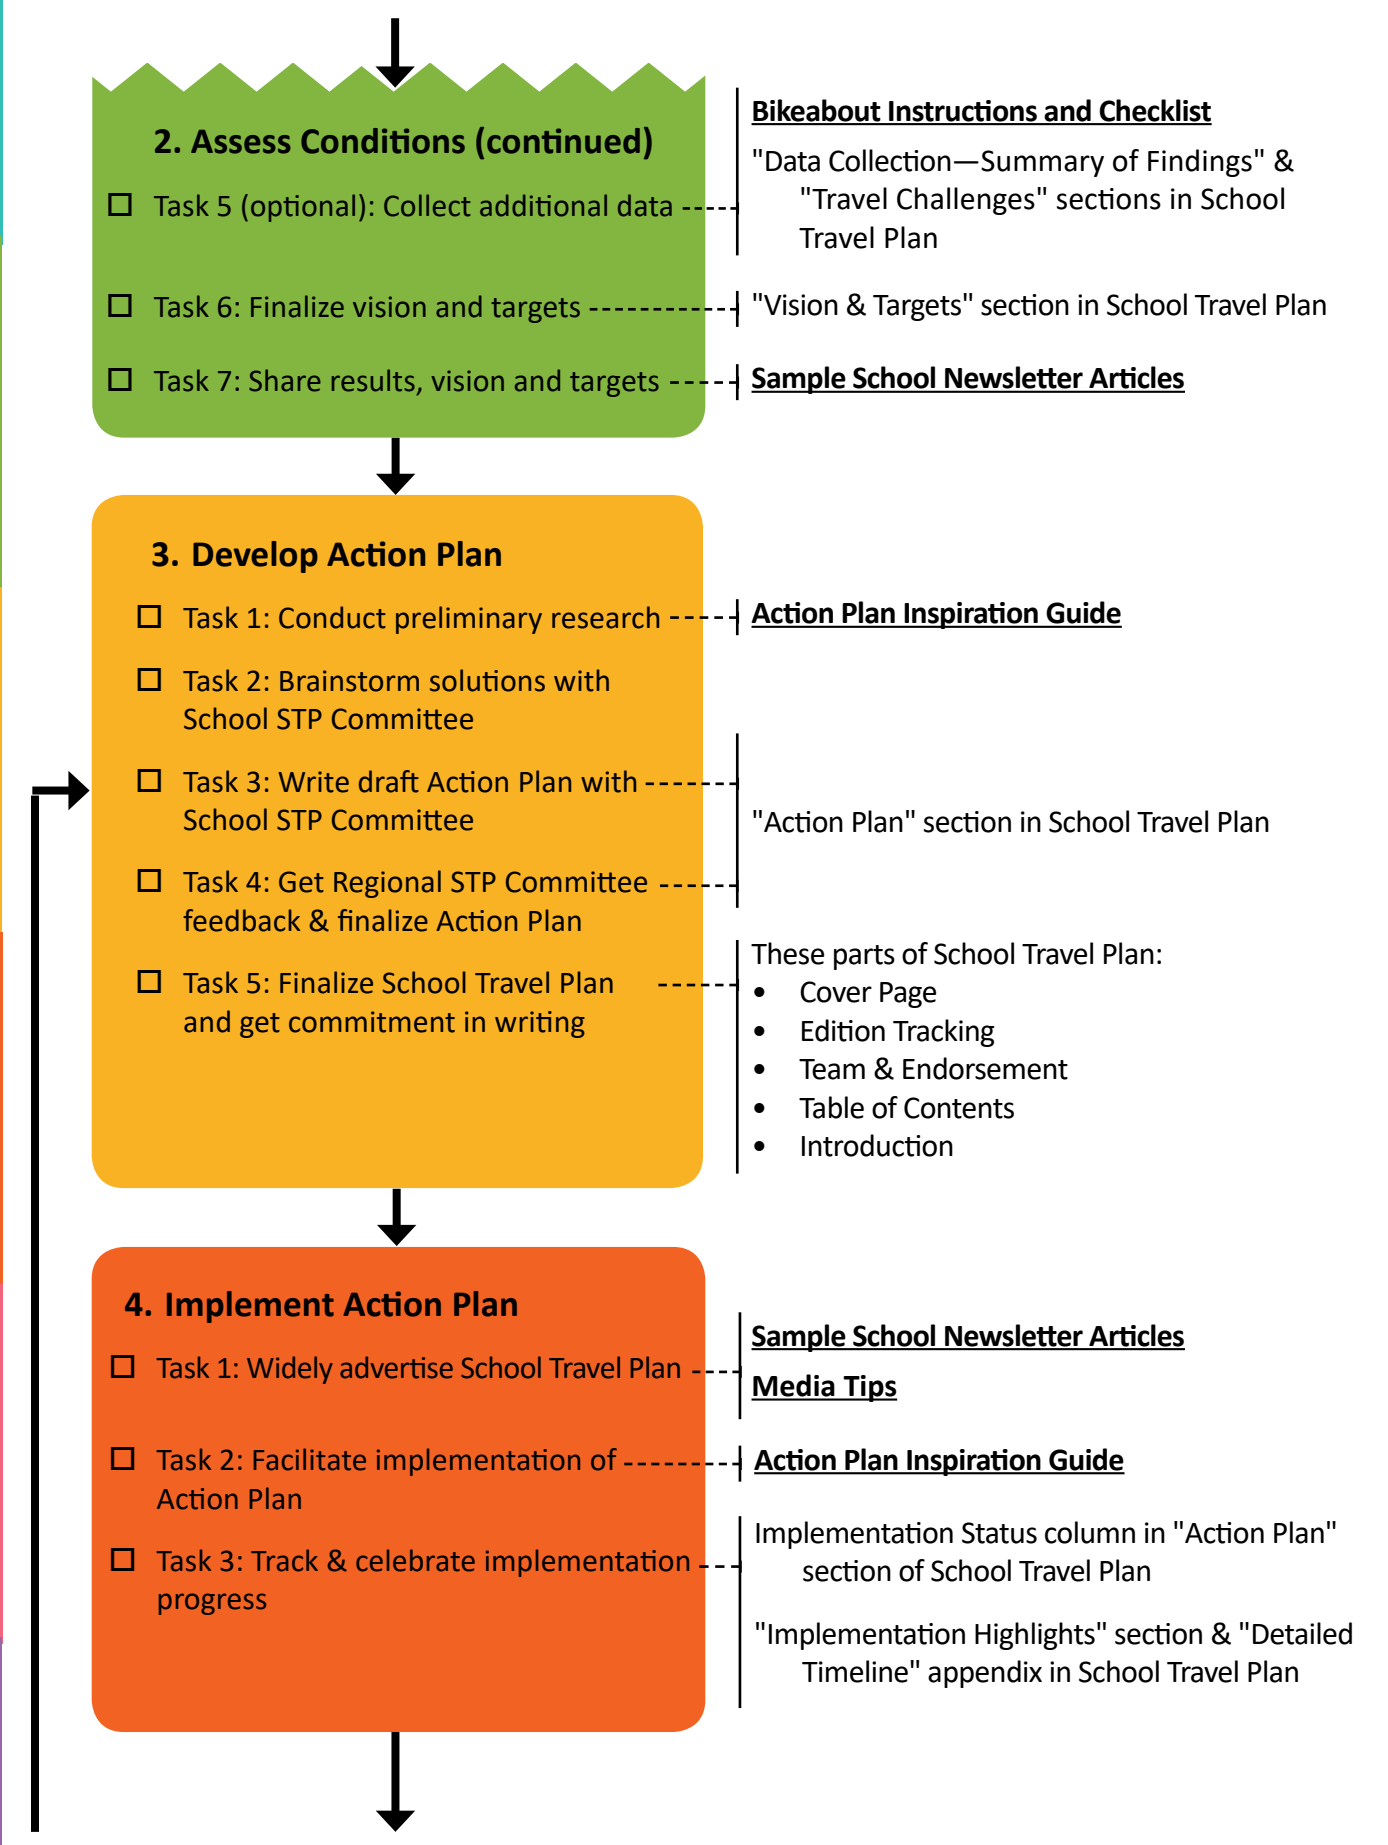 2. Assess Conditions (continued)
☐ Task 5 (optional): Collect additional data
Bikeabout Instructions and Checklist
"Data Collection—Summary of Findings" &
"Travel Challenges" sections in School
Travel Plan
☐ Task 6: Finalize vision and targets
"Vision & Targets" section in School Travel Plan
☐ Task 7: Share results, vision and targets
Sample School Newsletter Articles
3. Develop Action Plan
☐ Task 1: Conduct preliminary research
Action Plan Inspiration Guide
☐ Task 2: Brainstorm solutions with
School STP Committee
☐ Task 3: Write draft Action Plan with
School STP Committee
"Action Plan" section in School Travel Plan
☐ Task 4: Get Regional STP Committee
feedback & finalize Action Plan
☐ Task 5: Finalize School Travel Plan
and get commitment in writing
These parts of School Travel Plan:
• Cover Page
• Edition Tracking
• Team & Endorsement
• Table of Contents
• Introduction
4. Implement Action Plan
☐ Task 1: Widely advertise School Travel Plan
Sample School Newsletter Articles
Media Tips
☐ Task 2: Facilitate implementation of
Action Plan
Action Plan Inspiration Guide
☐ Task 3: Track & celebrate implementation
progress
Implementation Status column in "Action Plan"
section of School Travel Plan
"Implementation Highlights" section & "Detailed
Timeline" appendix in School Travel Plan